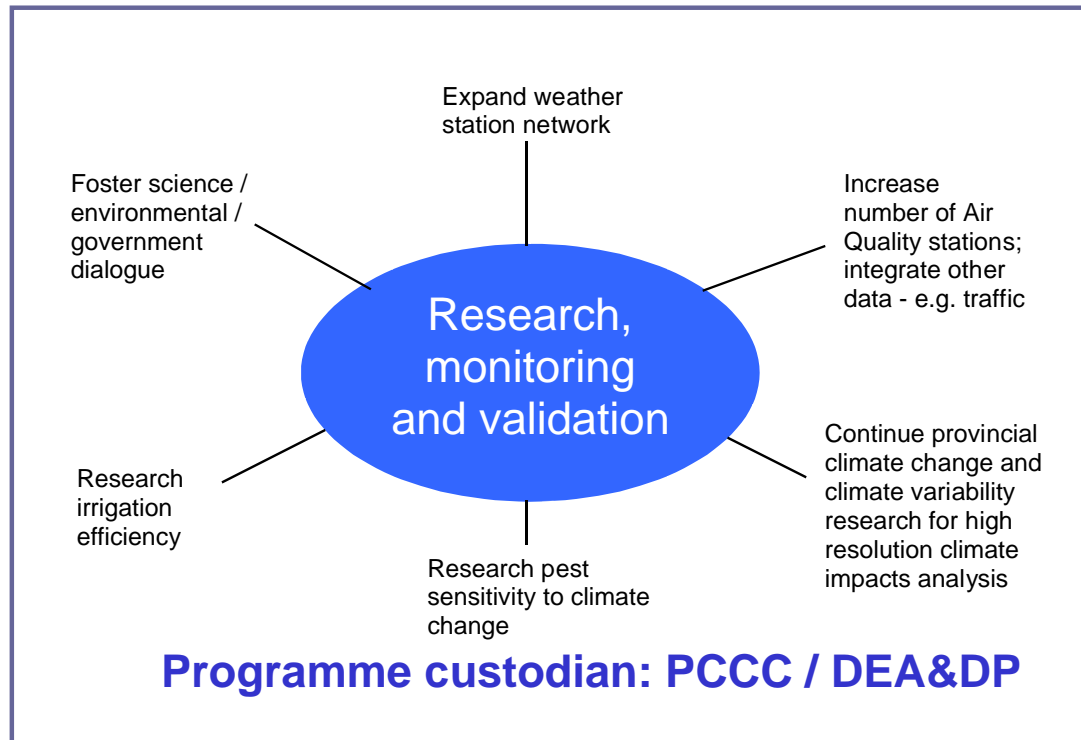 Expand weather
station network
Foster science /
environmental /
government
dialogue
Increase
number of Air
Quality stations;
integrate other
data - e.g. traffic
Research,
monitoring
and validation
Research
irrigation
efficiency
Continue provincial
climate change and
climate variability
research for high
resolution climate
impacts analysis
Research pest
sensitivity to climate
change
Programme custodian: PCCC / DEA&DP